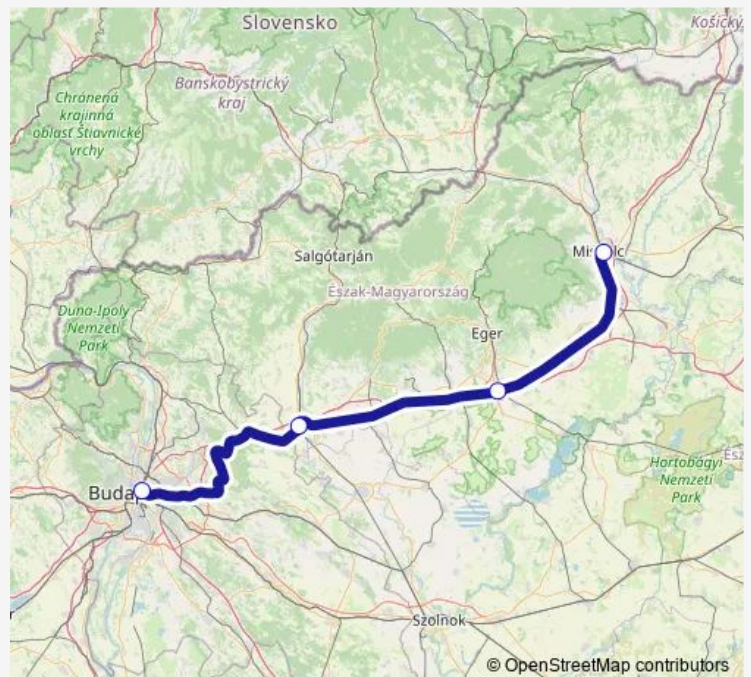 Slovensko
Košický
Banskobystrický
kraj
Chránená
krajinná
oblasť Štiavnické
vrchy
Salgótarján
Észak-Magyarország
Duna-Ipoly
Nemzeti
Park
Eger
Hortobágyi
Nemzeti
Park
Ész
Szolnok
© OpenStreetMap contributors